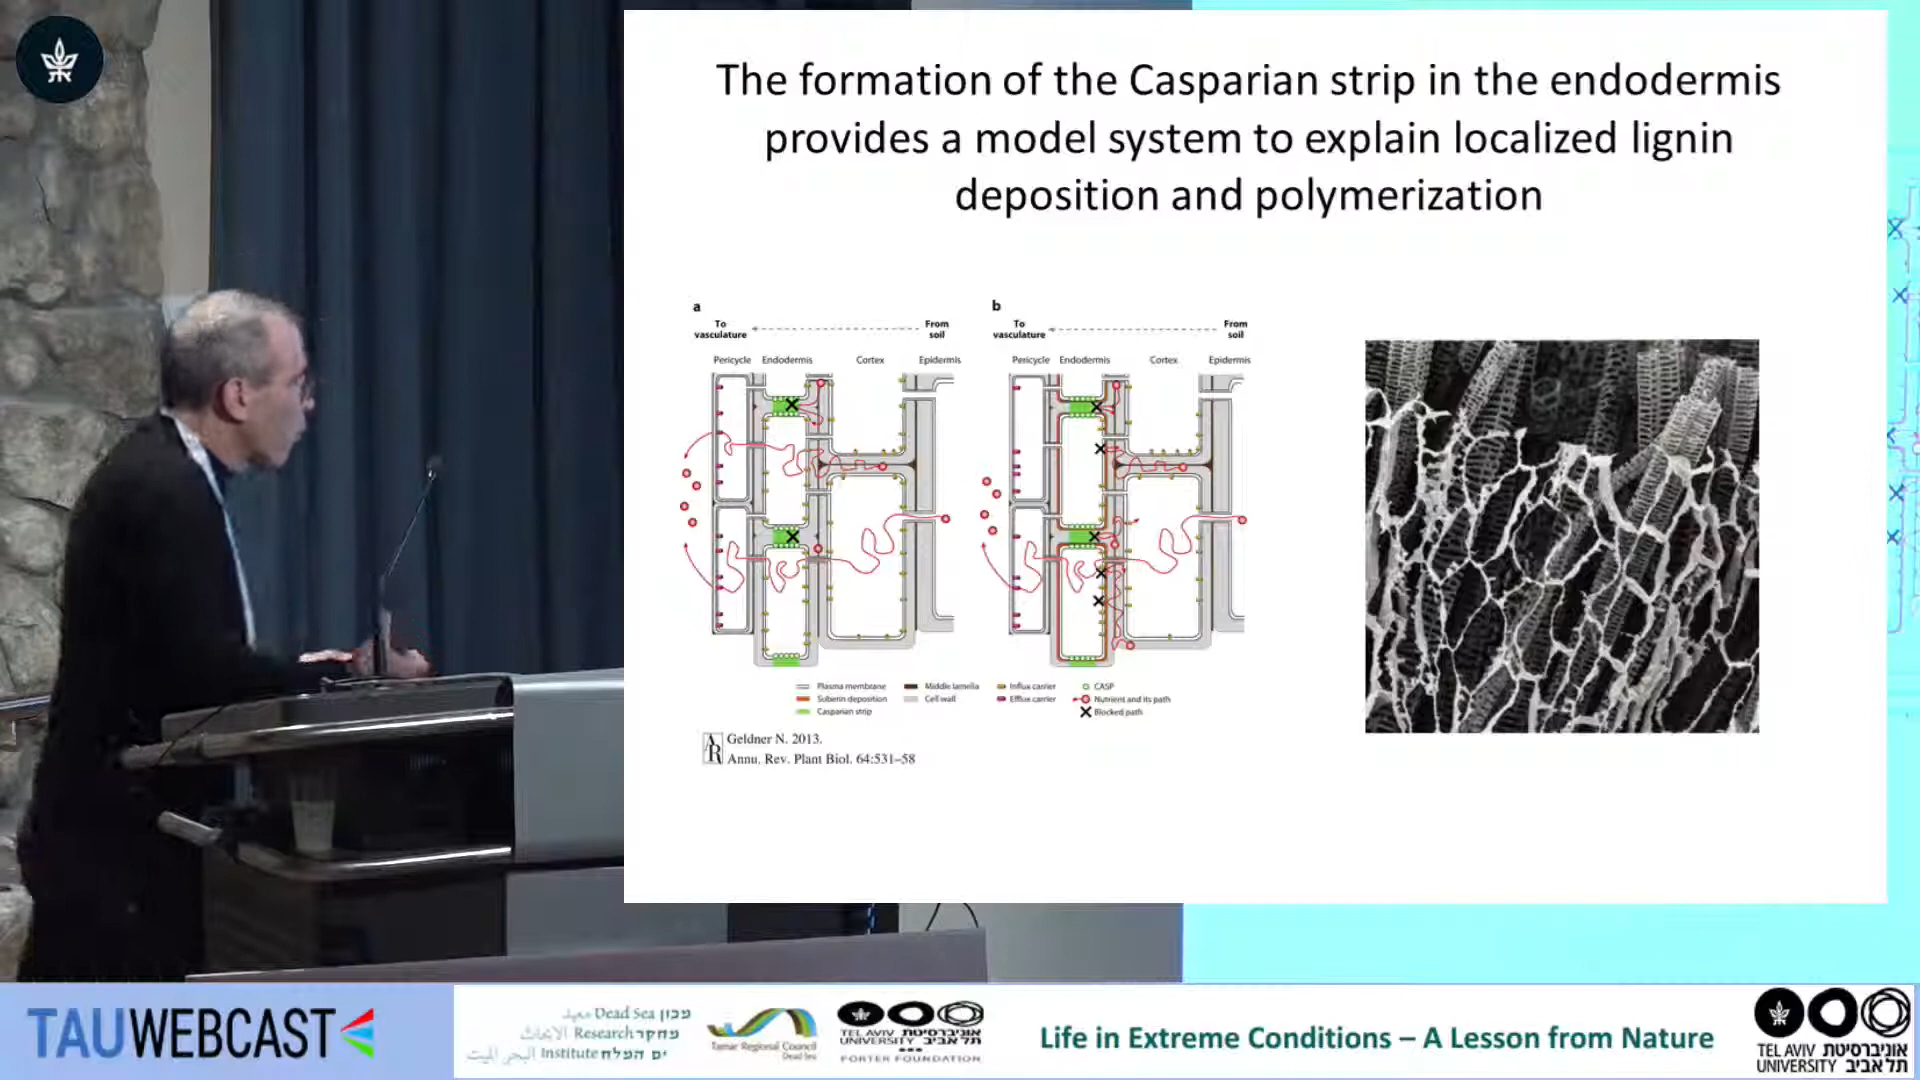 The formation of the Casparian strip in the endodermis
provides a model system to explain localized lignin
deposition and polymerization
a
b
To
vasculature
From
soil
To
vasculature
From
soil
Pericycle
Endodermis
Cortex
Epidermis
Pericycle
Endodermis
Cortex
Epidermis
Plasma membrane
Middle lamella
Influx carrier
CASP
Suberin deposition
Cell wall
Efflux carrier
Nutrient and its path
Casparian strip
Blocked path
AR
Geldner N. 2013.
Annu. Rev. Plant Biol. 64:531–58
TAUWEBCAST
Dead Sea מכון
Research מחקר
Institute ים המלח
Tamar Regional Council
Dead Sea
TEL AVIV אוניברסיטת
UNIVERSITY תל אביב
PORTER FOUNDATION
Life in Extreme Conditions – A Lesson from Nature
TEL AVIV אוניברסיטת
UNIVERSITY תל אביב